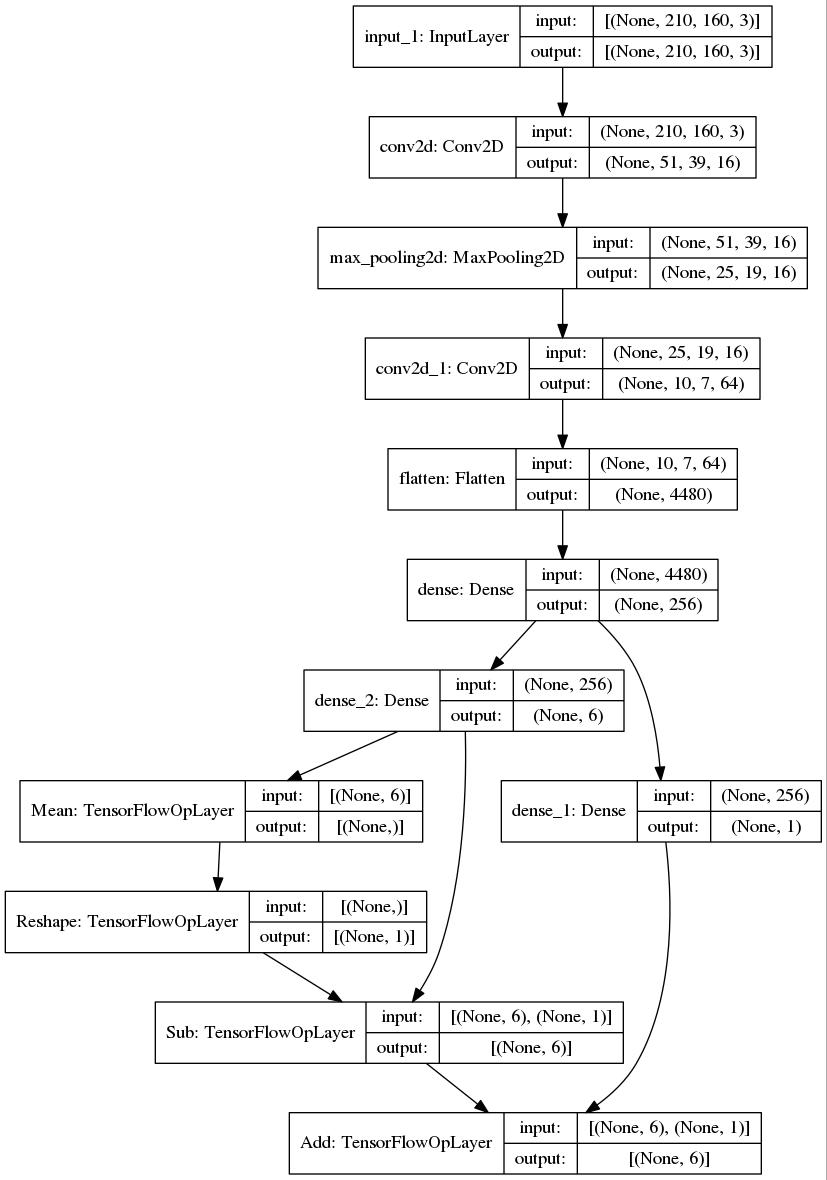 input_1: InputLayer
input: [(None, 210, 160, 3)]
output: [(None, 210, 160, 3)]
conv2d: Conv2D
input: (None, 210, 160, 3)
output: (None, 51, 39, 16)
max_pooling2d: MaxPooling2D
input: (None, 51, 39, 16)
output: (None, 25, 19, 16)
conv2d_1: Conv2D
input: (None, 25, 19, 16)
output: (None, 10, 7, 64)
flatten: Flatten
input: (None, 10, 7, 64)
output: (None, 4480)
dense: Dense
input: (None, 4480)
output: (None, 256)
dense_2: Dense
input: (None, 256)
output: (None, 6)
Mean: TensorFlowOpLayer
input: [(None, 6)]
output: [(None,)]
dense_1: Dense
input: (None, 256)
output: (None, 1)
Reshape: TensorFlowOpLayer
input: [(None,)]
output: [(None, 1)]
Sub: TensorFlowOpLayer
input: [(None, 6), (None, 1)]
output: [(None, 6)]
Add: TensorFlowOpLayer
input: [(None, 6), (None, 1)]
output: [(None, 6)]